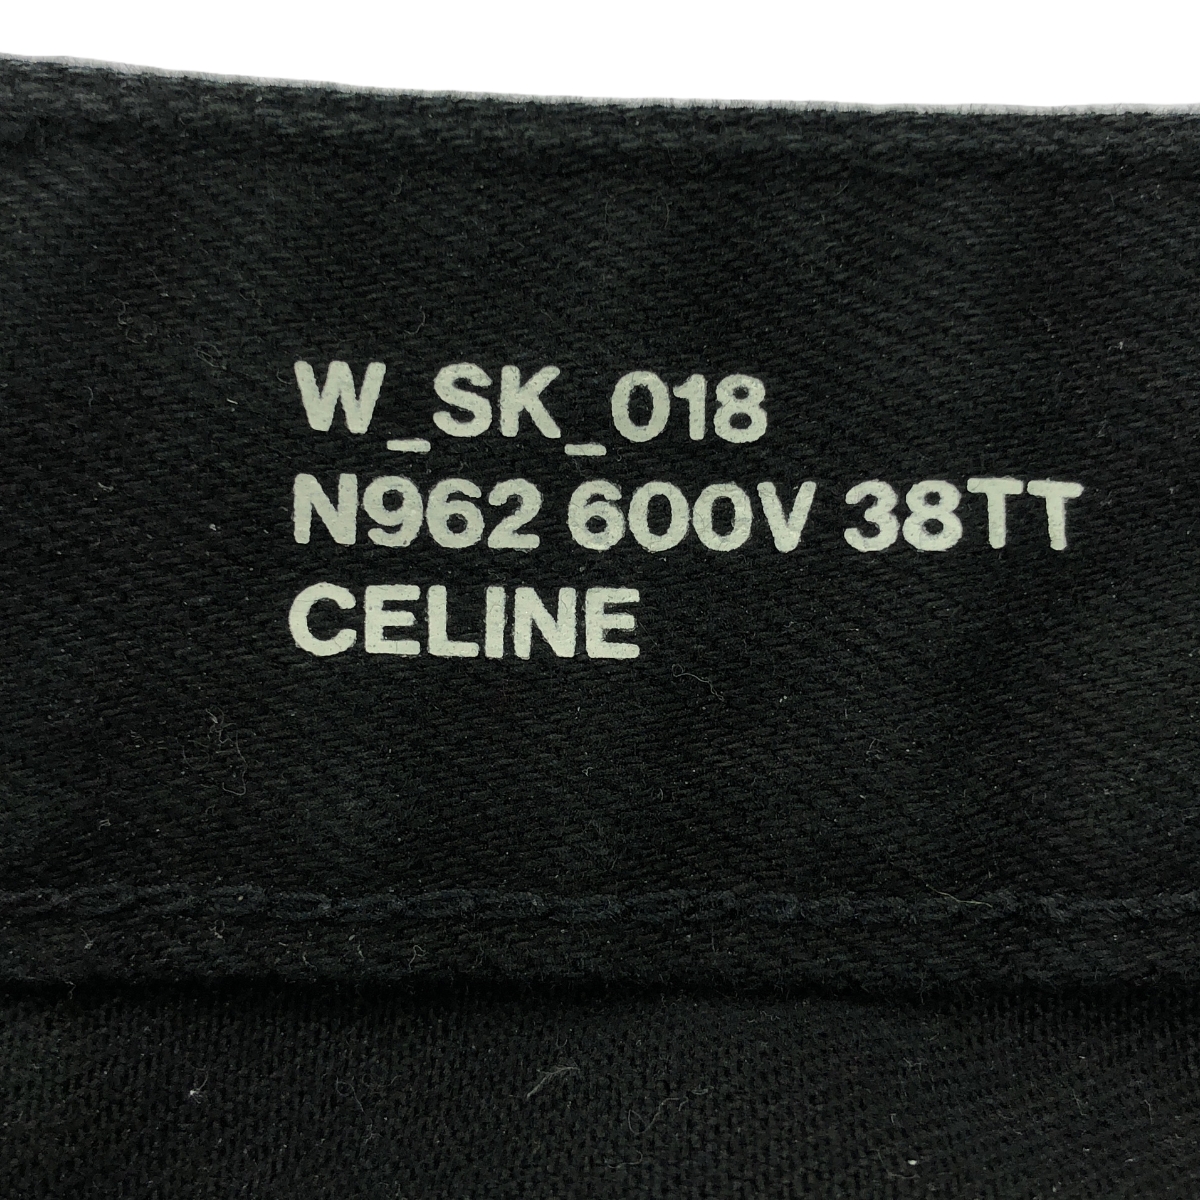 W_SK_018
N962 600V 38TT
CELINE